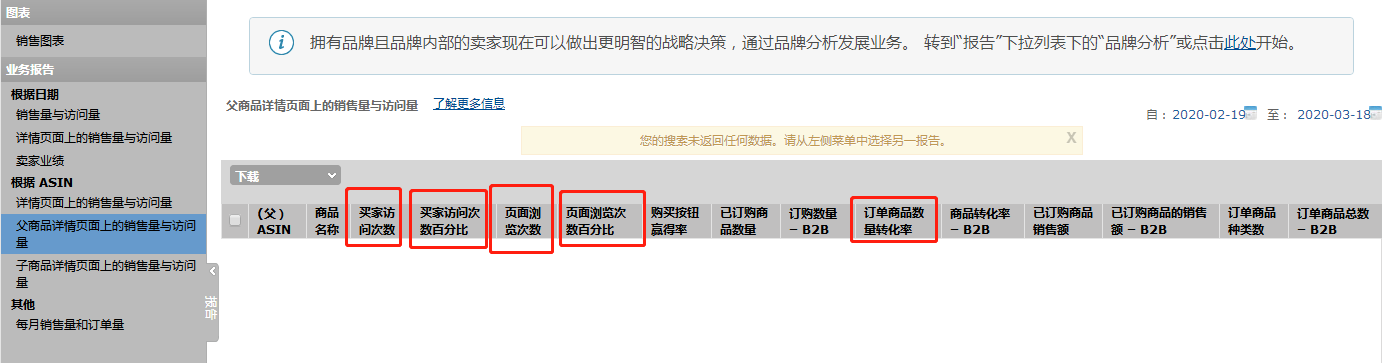 图表
销售图表
业务报告
根据日期
销售量与访问量
详情页面上的销售量与访问量
卖家业绩
根据 ASIN
详情页面上的销售量与访问量
父商品详情页面上的销售量与访问
量
子商品详情页面上的销售量与访问
量
其他
每月销售量和订单量
<
报告
拥有品牌且品牌内部的卖家现在可以做出更明智的战略决策，通过品牌分析发展业务。 转到“报告”下拉列表下的“品牌分析”或点击此处开始。
父商品详情页面上的销售量与访问量 了解更多信息
自： 2020-02-19 至： 2020-03-18
您的搜索未返回任何数据。请从左侧菜单中选择另一报告。 X
下载
（父）
ASIN
商品
名称
买家访
问次数
买家访问次
数百分比
页面浏
览次数
页面浏览次
数百分比
购买按钮
赢得率
已订购商
品数量
订购数量
– B2B
订单商品数
量转化率
商品转化率
– B2B
已订购商品
销售额
已订购商品的销售
额 – B2B
订单商品
种类数
订单商品总数
– B2B